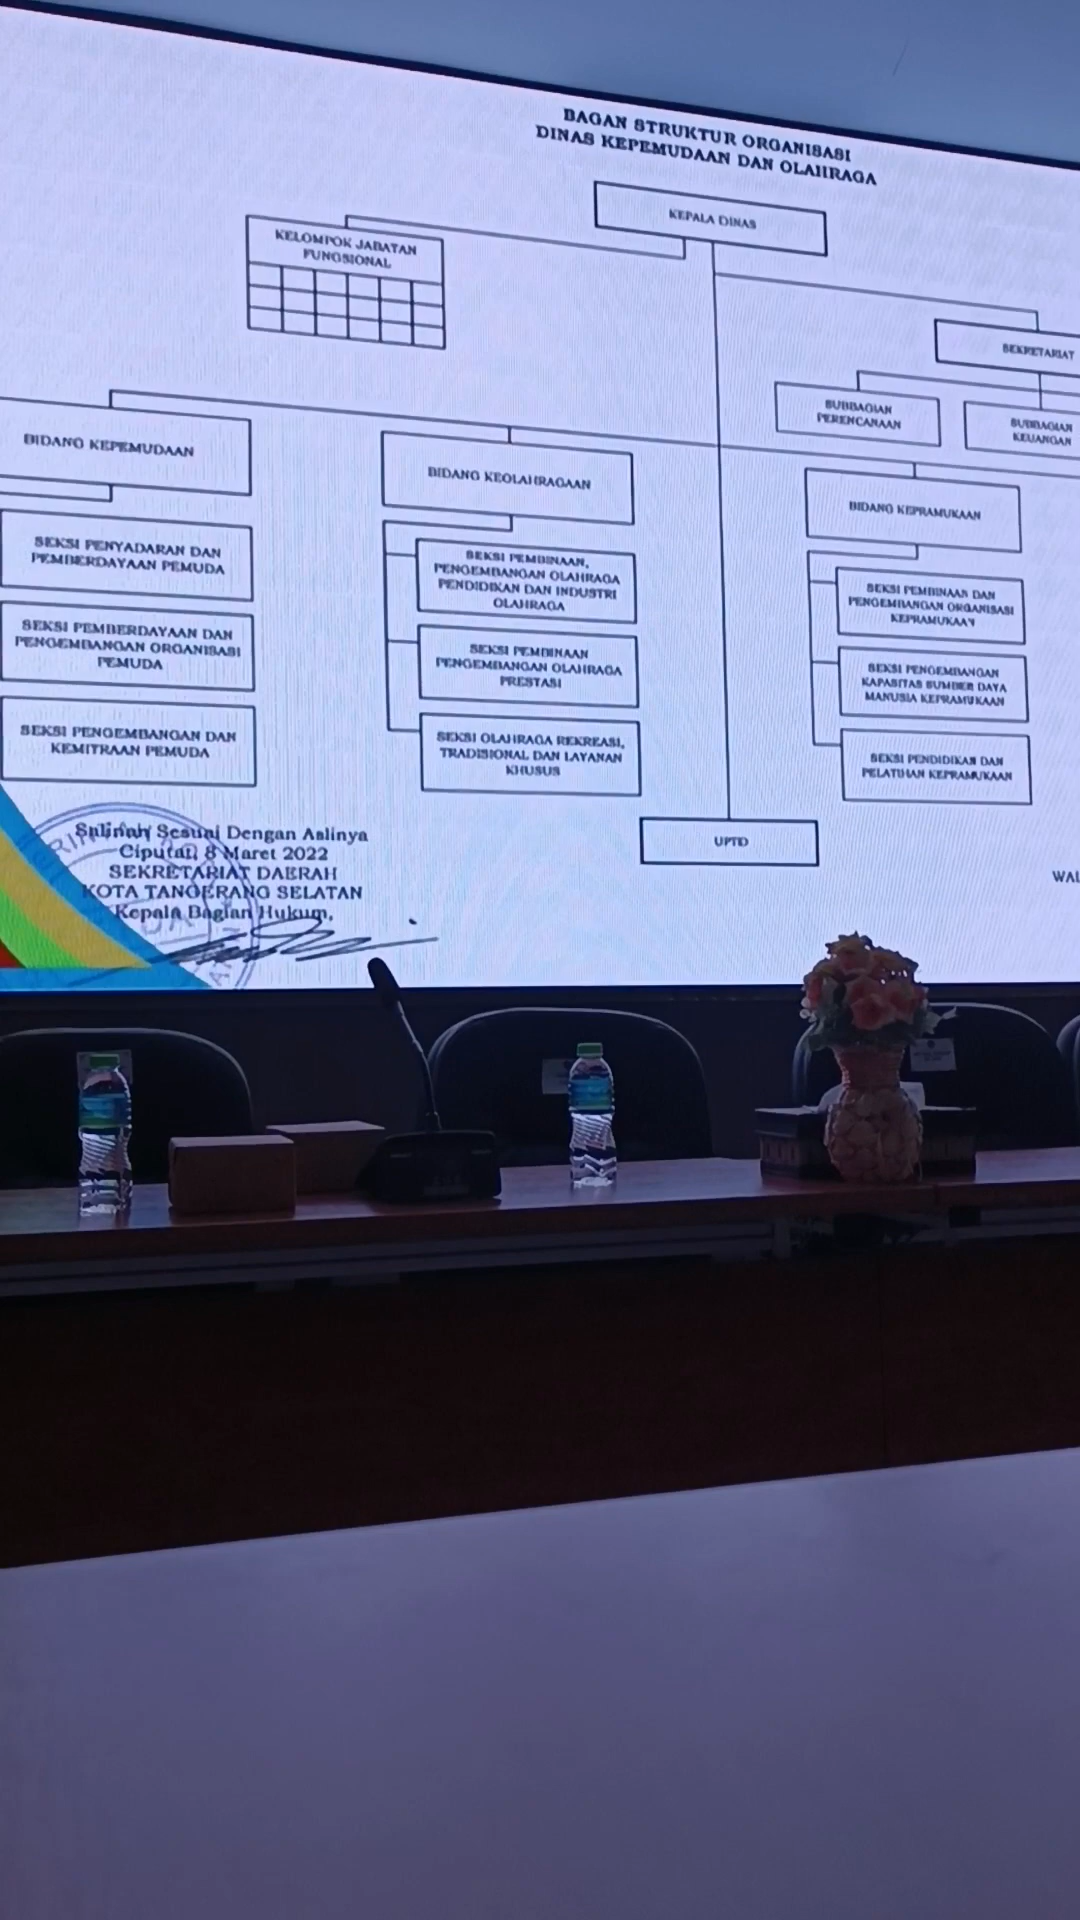 BAGAN STRUKTUR ORGANISASI
DINAS KEPEMUDAAN DAN OLAHRAGA
KEPALA DINAS
KELOMPOK JABATAN
FUNGSIONAL
SEKRETARIAT
SUBBAGIAN
PERENCANAAN
SUBBAGIAN
KEUANGAN
BIDANG KEPEMUDAAN
SEKSI PENYADARAN DAN
PEMBERDAYAAN PEMUDA
SEKSI PEMBERDAYAAN DAN
PENGEMBANGAN ORGANISASI
PEMUDA
SEKSI PENGEMBANGAN DAN
KEMITRAAN PEMUDA
BIDANG KEOLAHRAGAAN
SEKSI PEMBINAAN,
PENGEMBANGAN OLAHRAGA
PENDIDIKAN DAN INDUSTRI
OLAHRAGA
SEKSI PEMBINAAN
PENGEMBANGAN OLAHRAGA
PRESTASI
SEKSI OLAHRAGA REKREASI,
TRADISIONAL DAN LAYANAN
KHUSUS
BIDANG KEPRAMUKAAN
SEKSI PEMBINAAN DAN
PENGEMBANGAN ORGANISASI
KEPRAMUKAAN
SEKSI PENGEMBANGAN
KAPASITAS SUMBER DAYA
MANUSIA KEPRAMUKAAN
SEKSI PENDIDIKAN DAN
PELATIHAN KEPRAMUKAAN
UPTD
Salinan Sesuai Dengan Aslinya
Ciputat, 8 Maret 2022
SEKRETARIAT DAERAH
KOTA TANGERANG SELATAN
Kepala Bagian Hukum,
WAL